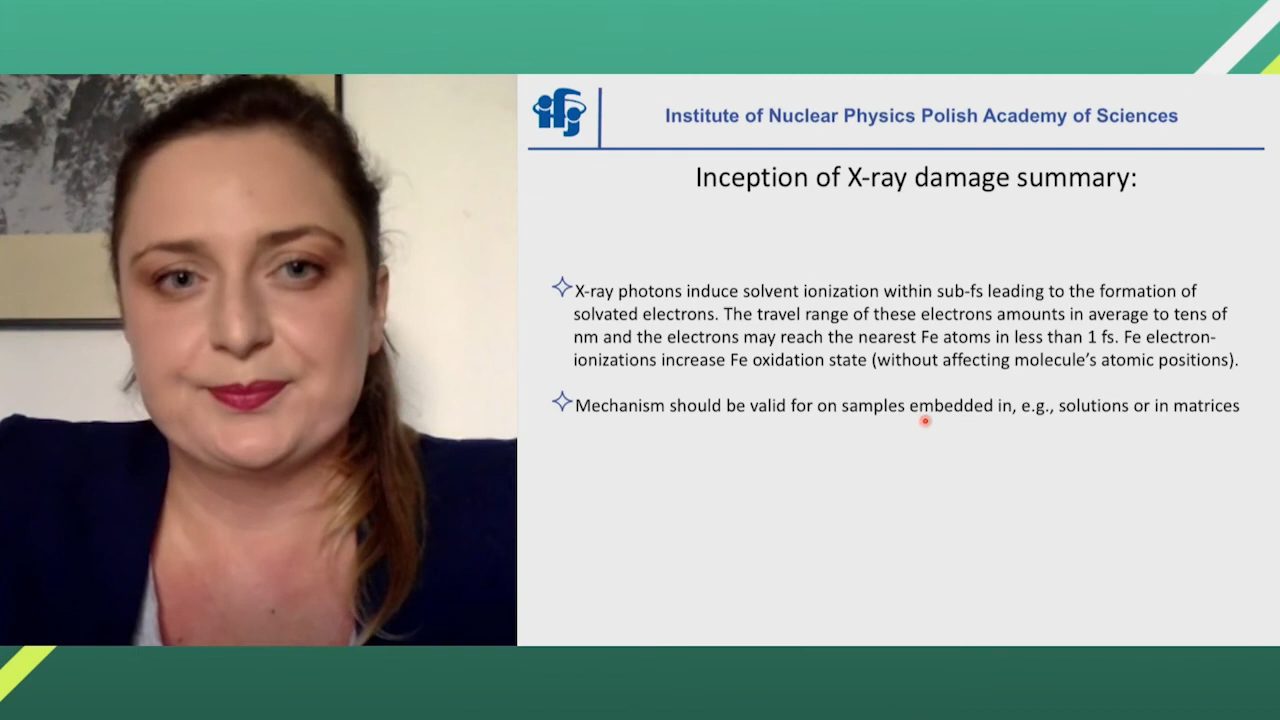 ifj
Institute of Nuclear Physics Polish Academy of Sciences
Inception of X-ray damage summary:
X-ray photons induce solvent ionization within sub-fs leading to the formation of
solvated electrons. The travel range of these electrons amounts in average to tens of
nm and the electrons may reach the nearest Fe atoms in less than 1 fs. Fe electron-
ionizations increase Fe oxidation state (without affecting molecule’s atomic positions).
Mechanism should be valid for on samples embedded in, e.g., solutions or in matrices